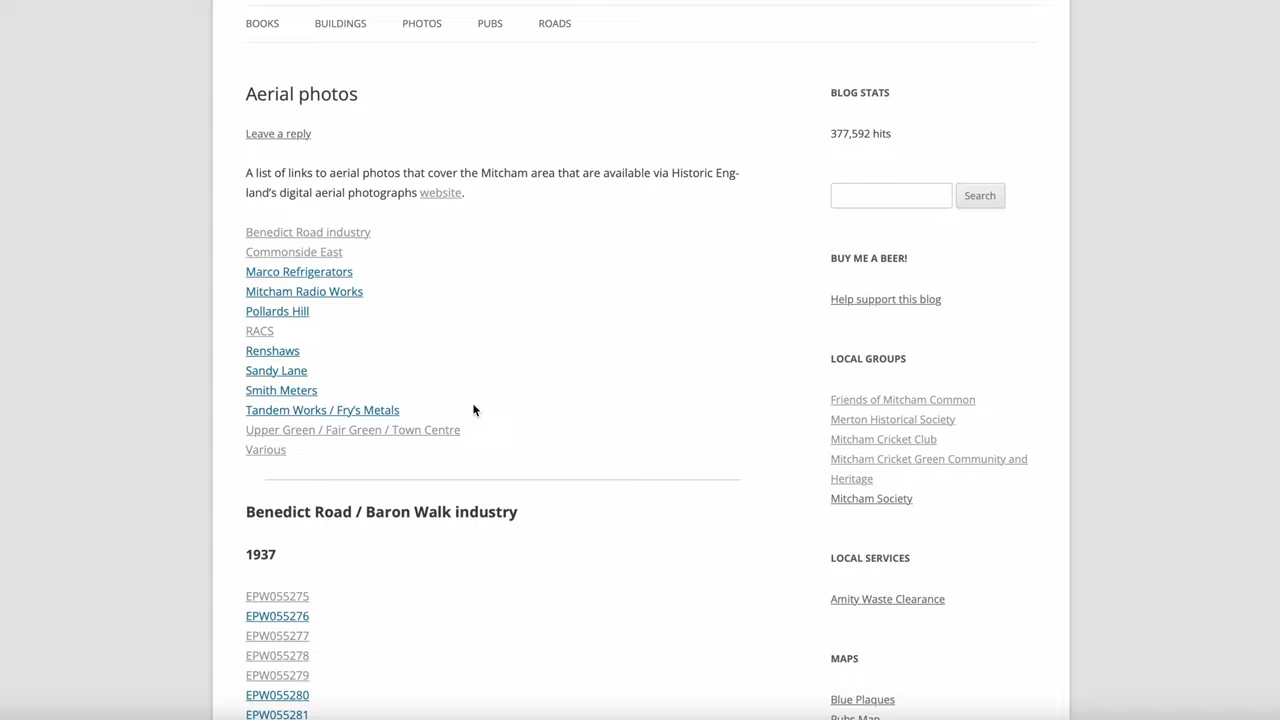 BOOKS BUILDINGS PHOTOS PUBS ROADS
Aerial photos
Leave a reply
A list of links to aerial photos that cover the Mitcham area that are available via Historic Eng-
land's digital aerial photographs website.
Benedict Road industry
Commonside East
Marco Refrigerators
Mitcham Radio Works
Pollards Hill
RACS
Renshaws
Sandy Lane
Smith Meters
Tandem Works / Fry's Metals
Upper Green / Fair Green / Town Centre
Various
Benedict Road / Baron Walk industry
1937
EPW055275
EPW055276
EPW055277
EPW055278
EPW055279
EPW055280
EPW055281
BLOG STATS
377,592 hits
Search
BUY ME A BEER!
Help support this blog
LOCAL GROUPS
Friends of Mitcham Common
Merton Historical Society
Mitcham Cricket Club
Mitcham Cricket Green Community and
Heritage
Mitcham Society
LOCAL SERVICES
Amity Waste Clearance
MAPS
Blue Plaques
Pubs Map